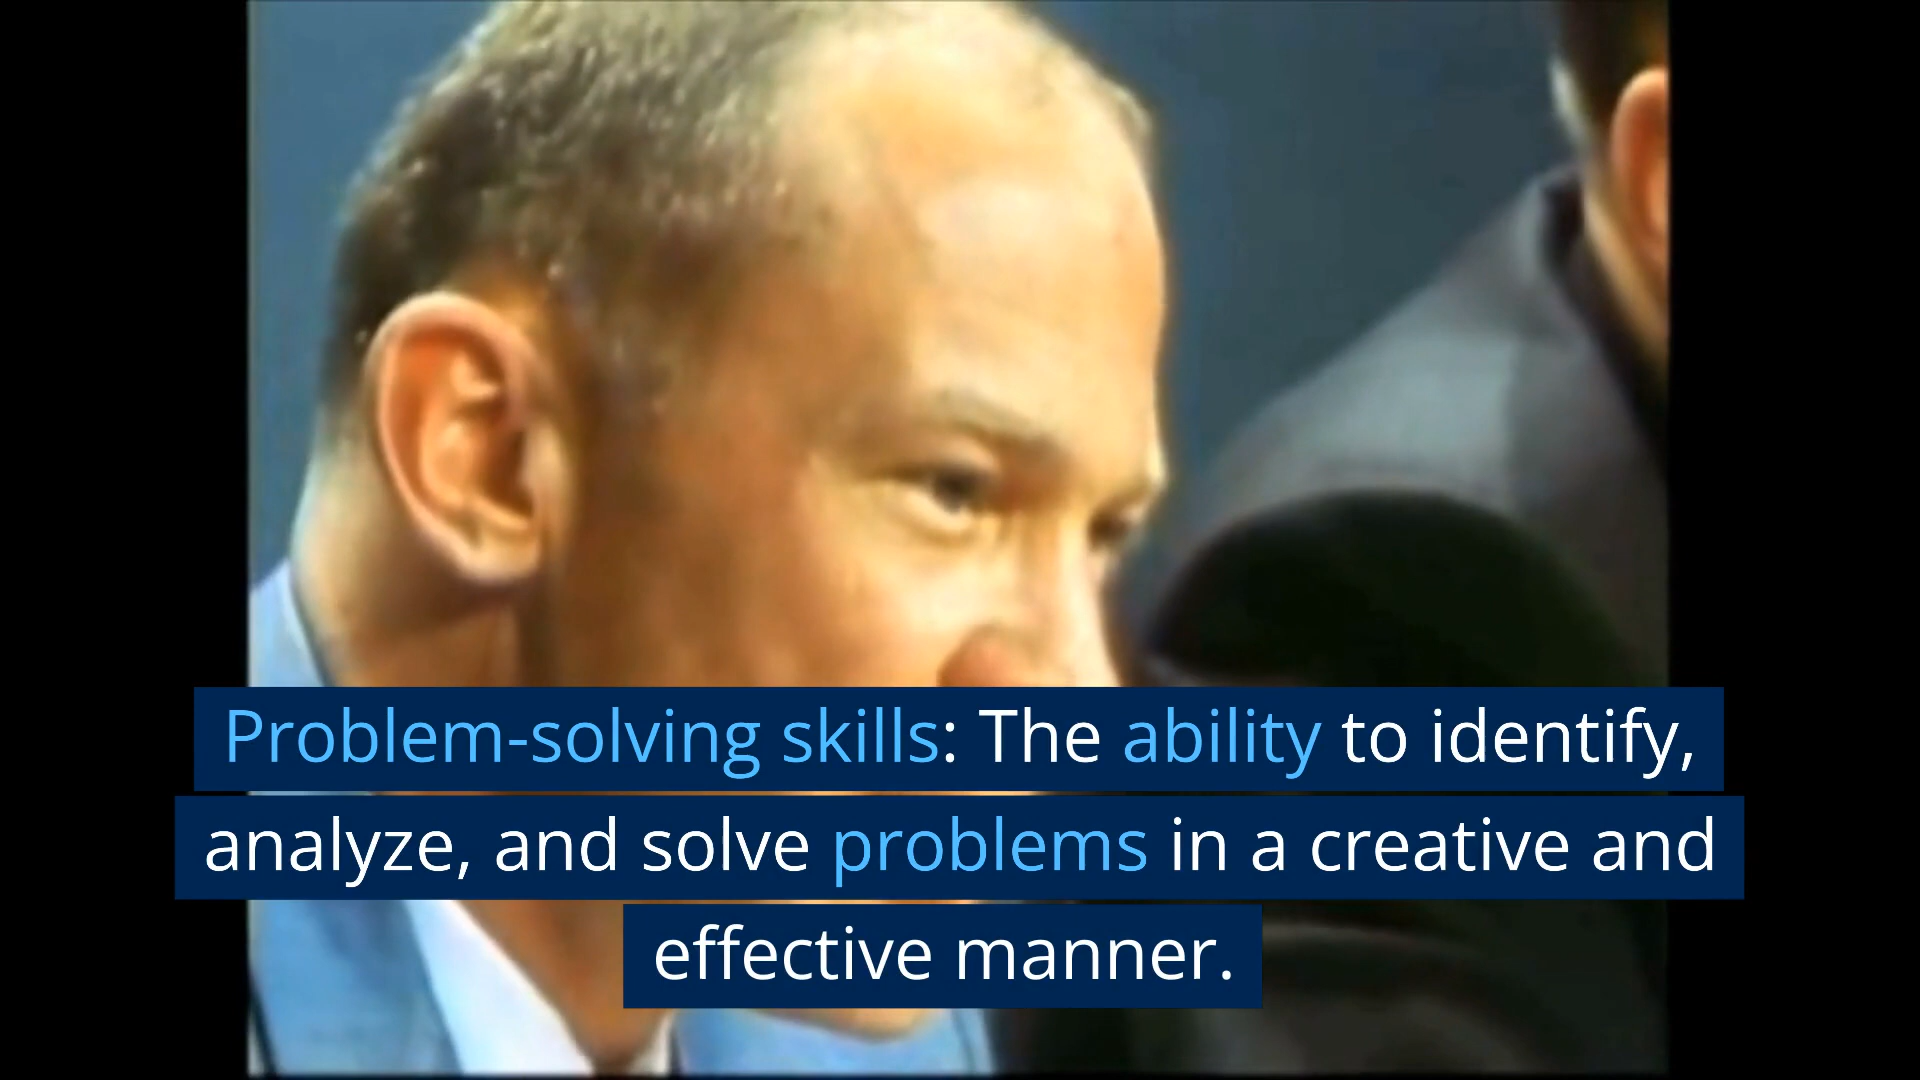 Problem-solving skills: The ability to identify,
analyze, and solve problems in a creative and
effective manner.